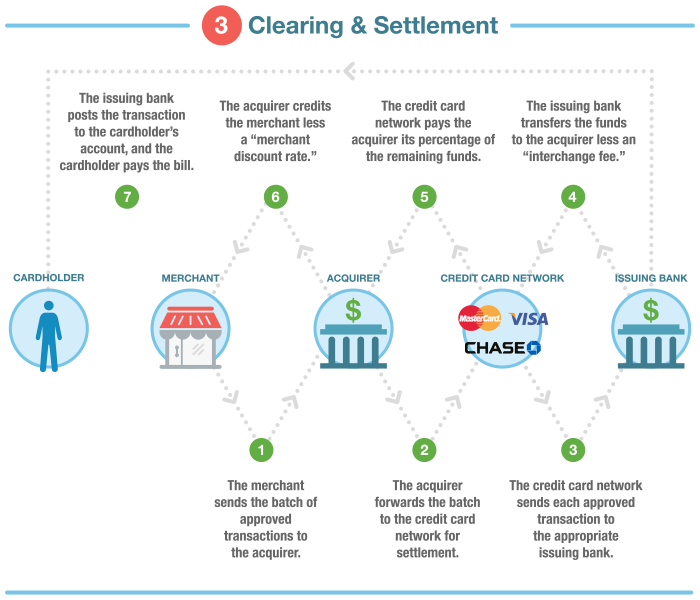 3 Clearing & Settlement
The issuing bank
posts the transaction
to the cardholder's
account, and the
cardholder pays the bill.
7
The acquirer credits
the merchant less
a “merchant
discount rate.”
6
The credit card
network pays the
acquirer its percentage of
the remaining funds.
5
The issuing bank
transfers the funds
to the acquirer less an
“interchange fee.”
4
CARDHOLDER
MERCHANT
ACQUIRER
$
CREDIT CARD NETWORK
MasterCard
VISA
CHASE
ISSUING BANK
$
1
The merchant
sends the batch of
approved
transactions to
the acquirer.
2
The acquirer
forwards the batch
to the credit card
network for
settlement.
3
The credit card network
sends each approved
transaction to
the appropriate
issuing bank.